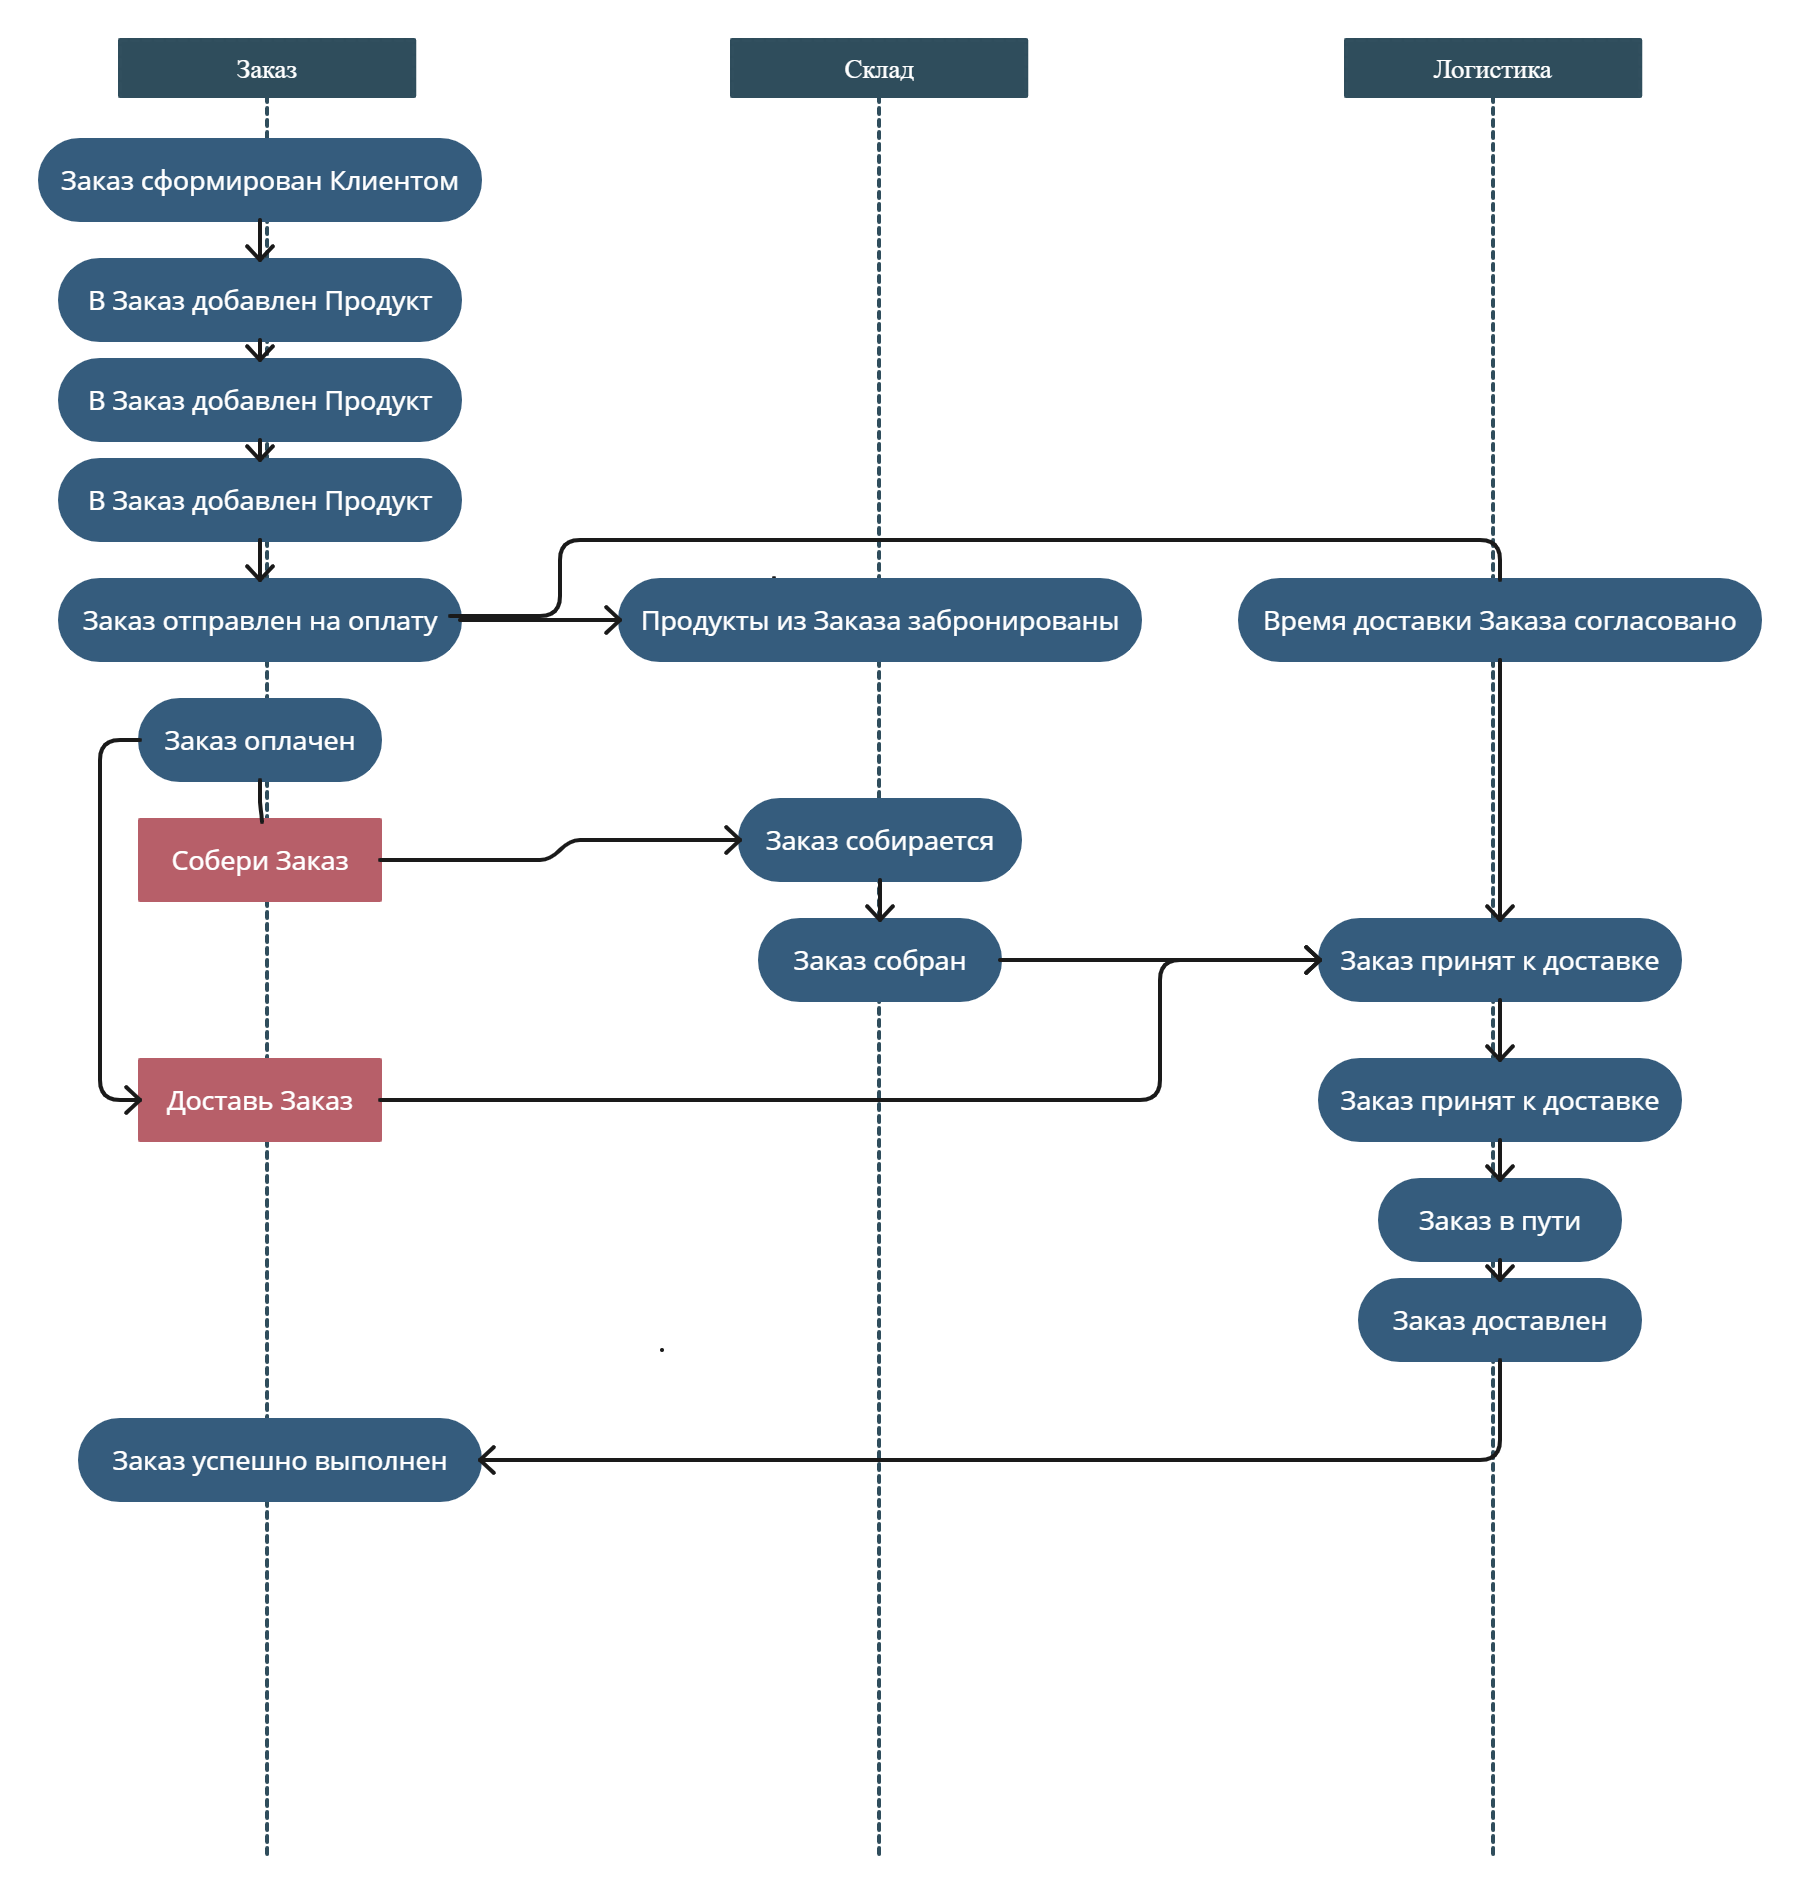 Заказ
Склад
Логистика
Заказ сформирован Клиентом
В Заказ добавлен Продукт
В Заказ добавлен Продукт
В Заказ добавлен Продукт
Заказ отправлен на оплату
Продукты из Заказа забронированы
Время доставки Заказа согласовано
Заказ оплачен
Собери Заказ
Заказ собирается
Заказ собран
Заказ принят к доставке
Доставь Заказ
Заказ принят к доставке
Заказ в пути
Заказ доставлен
Заказ успешно выполнен